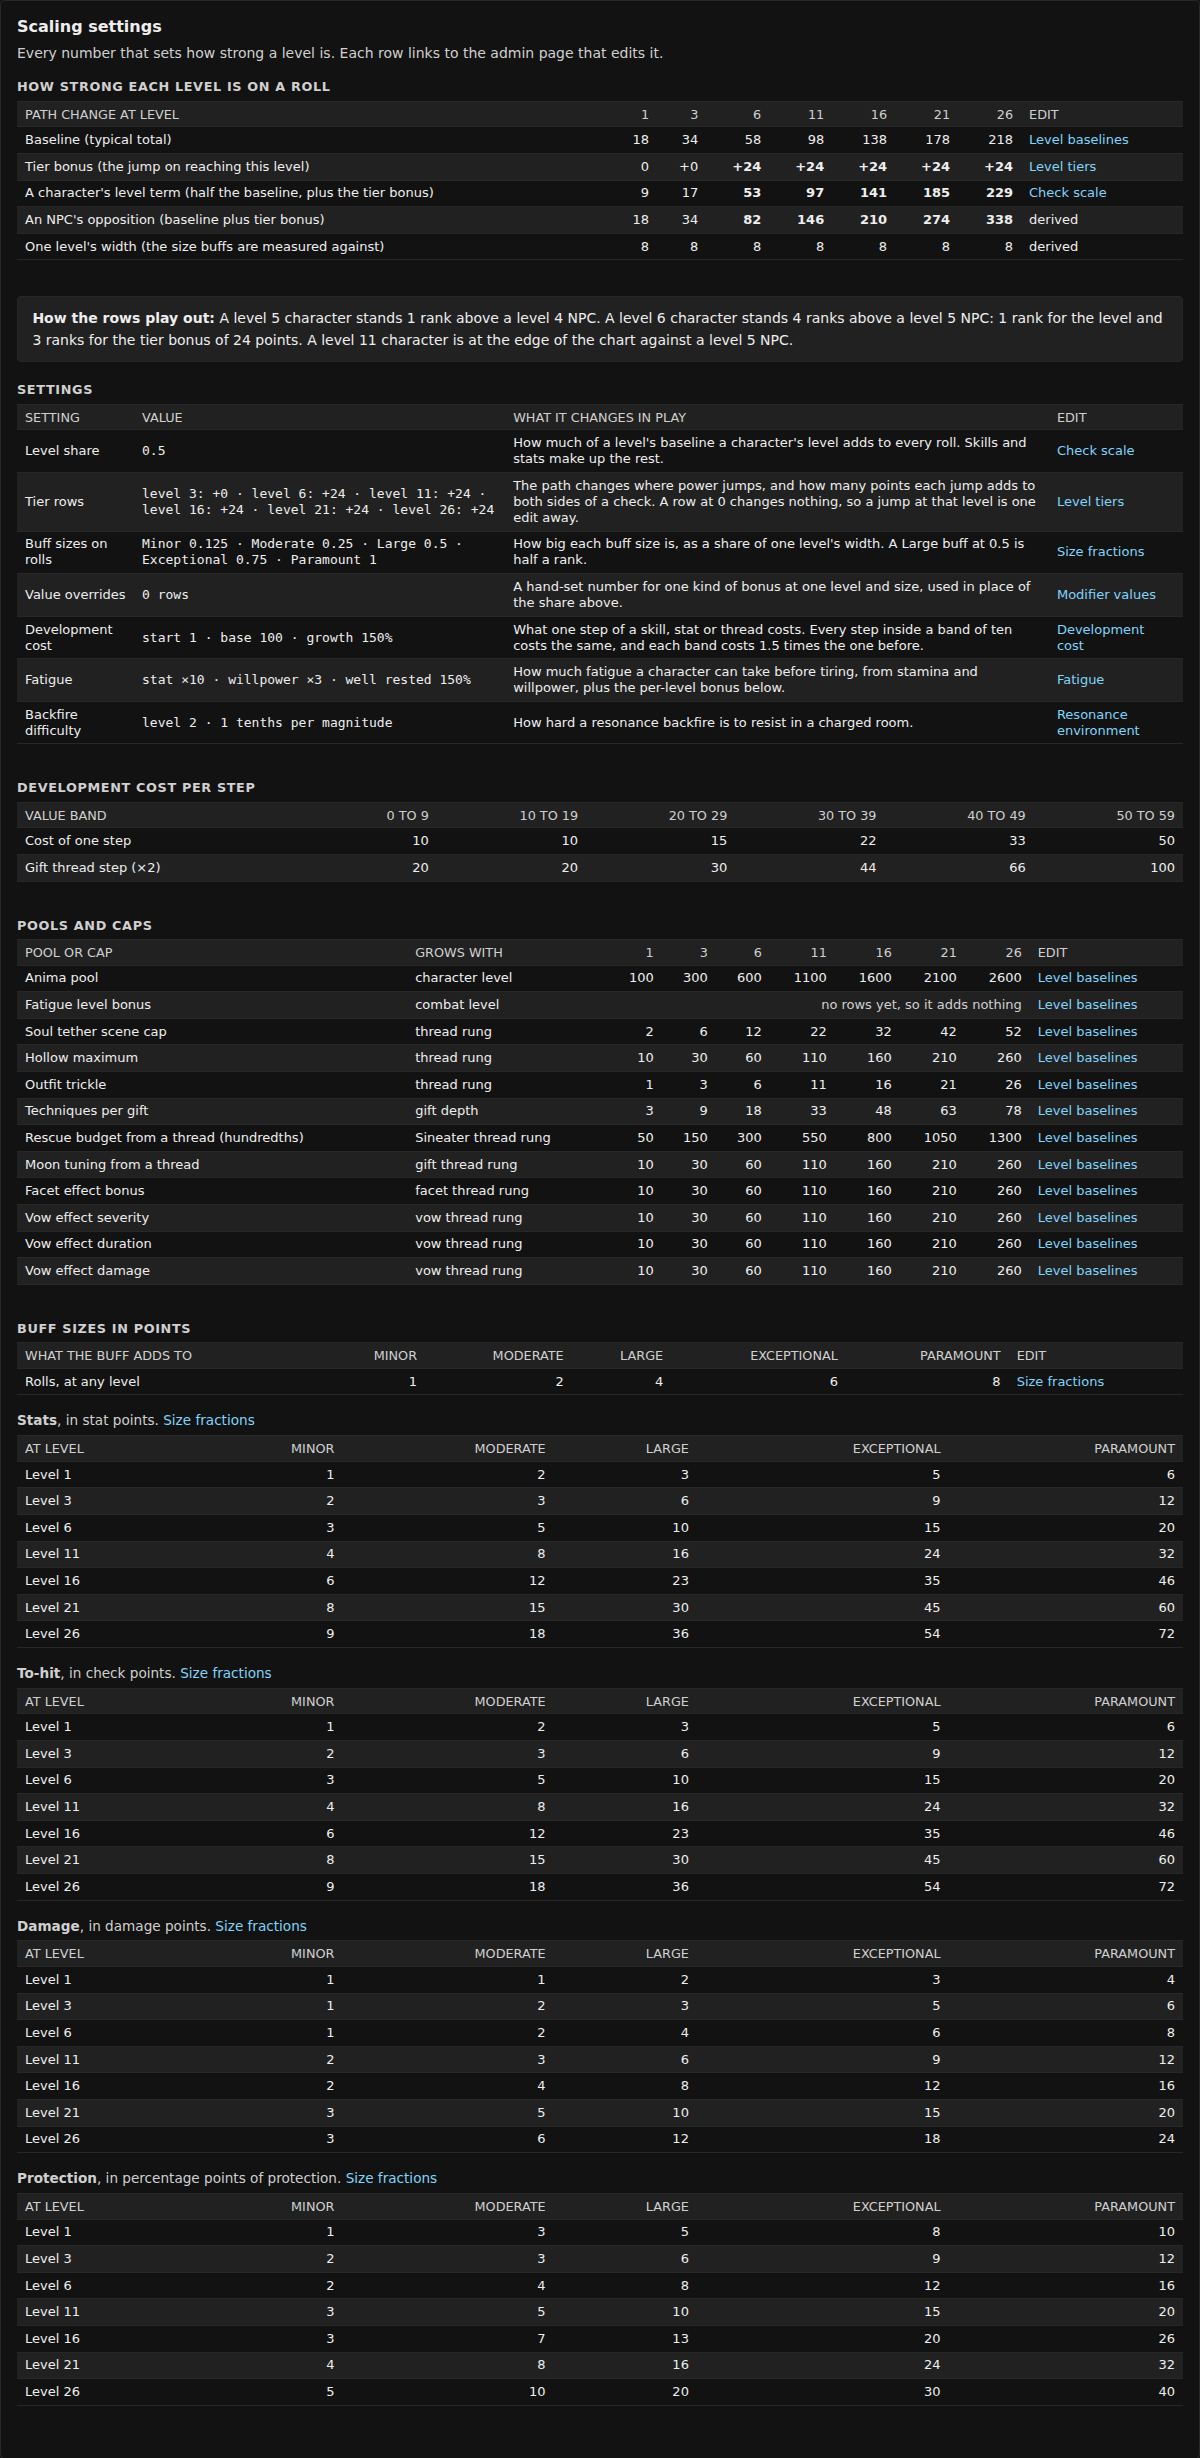 Scaling settings
Every number that sets how strong a level is. Each row links to the admin page that edits it.
HOW STRONG EACH LEVEL IS ON A ROLL
PATH CHANGE AT LEVEL 1 3 6 11 16 21 26 EDIT
Baseline (typical total) 18 34 58 98 138 178 218 Level baselines
Tier bonus (the jump on reaching this level) 0 +0 +24 +24 +24 +24 +24 Level tiers
A character's level term (half the baseline, plus the tier bonus) 9 17 53 97 141 185 229 Check scale
An NPC's opposition (baseline plus tier bonus) 18 34 82 146 210 274 338 derived
One level's width (the size buffs are measured against) 8 8 8 8 8 8 8 derived
How the rows play out: A level 5 character stands 1 rank above a level 4 NPC. A level 6 character stands 4 ranks above a level 5 NPC: 1 rank for the level and
3 ranks for the tier bonus of 24 points. A level 11 character is at the edge of the chart against a level 5 NPC.
SETTINGS
SETTING VALUE WHAT IT CHANGES IN PLAY EDIT
Level share 0.5 How much of a level's baseline a character's level adds to every roll. Skills and
stats make up the rest. Check scale
Tier rows level 3: +0 · level 6: +24 · level 11: +24 ·
level 16: +24 · level 21: +24 · level 26: +24
The path changes where power jumps, and how many points each jump adds to
both sides of a check. A row at 0 changes nothing, so a jump at that level is one
edit away.
Level tiers
Buff sizes on
rolls
Minor 0.125 · Moderate 0.25 · Large 0.5 ·
Exceptional 0.75 · Paramount 1
How big each buff size is, as a share of one level's width. A Large buff at 0.5 is
half a rank.
Size fractions
Value overrides 0 rows A hand-set number for one kind of bonus at one level and size, used in place of
the share above. Modifier values
Development
cost
start 1 · base 100 · growth 150%
What one step of a skill, stat or thread costs. Every step inside a band of ten
costs the same, and each band costs 1.5 times the one before.
Development
cost
Fatigue stat ×10 · willpower ×3 · well rested 150% How much fatigue a character can take before tiring, from stamina and
willpower, plus the per-level bonus below. Fatigue
Backfire
difficulty
level 2 · 1 tenths per magnitude How hard a resonance backfire is to resist in a charged room.
Resonance
environment
DEVELOPMENT COST PER STEP
VALUE BAND 0 TO 9 10 TO 19 20 TO 29 30 TO 39 40 TO 49 50 TO 59
Cost of one step 10 10 15 22 33 50
Gift thread step (×2) 20 20 30 44 66 100
POOLS AND CAPS
POOL OR CAP GROWS WITH 1 3 6 11 16 21 26 EDIT
Anima pool character level 100 300 600 1100 1600 2100 2600 Level baselines
Fatigue level bonus combat level no rows yet, so it adds nothing Level baselines
Soul tether scene cap thread rung 2 6 12 22 32 42 52 Level baselines
Hollow maximum thread rung 10 30 60 110 160 210 260 Level baselines
Outfit trickle thread rung 1 3 6 11 16 21 26 Level baselines
Techniques per gift gift depth 3 9 18 33 48 63 78 Level baselines
Rescue budget from a thread (hundredths) Sineater thread rung 50 150 300 550 800 1050 1300 Level baselines
Moon tuning from a thread gift thread rung 10 30 60 110 160 210 260 Level baselines
Facet effect bonus facet thread rung 10 30 60 110 160 210 260 Level baselines
Vow effect severity vow thread rung 10 30 60 110 160 210 260 Level baselines
Vow effect duration vow thread rung 10 30 60 110 160 210 260 Level baselines
Vow effect damage vow thread rung 10 30 60 110 160 210 260 Level baselines
BUFF SIZES IN POINTS
WHAT THE BUFF ADDS TO MINOR MODERATE LARGE EXCEPTIONAL PARAMOUNT EDIT
Rolls, at any level 1 2 4 6 8 Size fractions
Stats, in stat points. Size fractions
AT LEVEL MINOR MODERATE LARGE EXCEPTIONAL PARAMOUNT
Level 1 1 2 3 5 6
Level 3 2 3 6 9 12
Level 6 3 5 10 15 20
Level 11 4 8 16 24 32
Level 16 6 12 23 35 46
Level 21 8 15 30 45 60
Level 26 9 18 36 54 72
To-hit, in check points. Size fractions
AT LEVEL MINOR MODERATE LARGE EXCEPTIONAL PARAMOUNT
Level 1 1 2 3 5 6
Level 3 2 3 6 9 12
Level 6 3 5 10 15 20
Level 11 4 8 16 24 32
Level 16 6 12 23 35 46
Level 21 8 15 30 45 60
Level 26 9 18 36 54 72
Damage, in damage points. Size fractions
AT LEVEL MINOR MODERATE LARGE EXCEPTIONAL PARAMOUNT
Level 1 1 1 2 3 4
Level 3 1 2 3 5 6
Level 6 1 2 4 6 8
Level 11 2 3 6 9 12
Level 16 2 4 8 12 16
Level 21 3 5 10 15 20
Level 26 3 6 12 18 24
Protection, in percentage points of protection. Size fractions
AT LEVEL MINOR MODERATE LARGE EXCEPTIONAL PARAMOUNT
Level 1 1 3 5 8 10
Level 3 2 3 6 9 12
Level 6 2 4 8 12 16
Level 11 3 5 10 15 20
Level 16 3 7 13 20 26
Level 21 4 8 16 24 32
Level 26 5 10 20 30 40